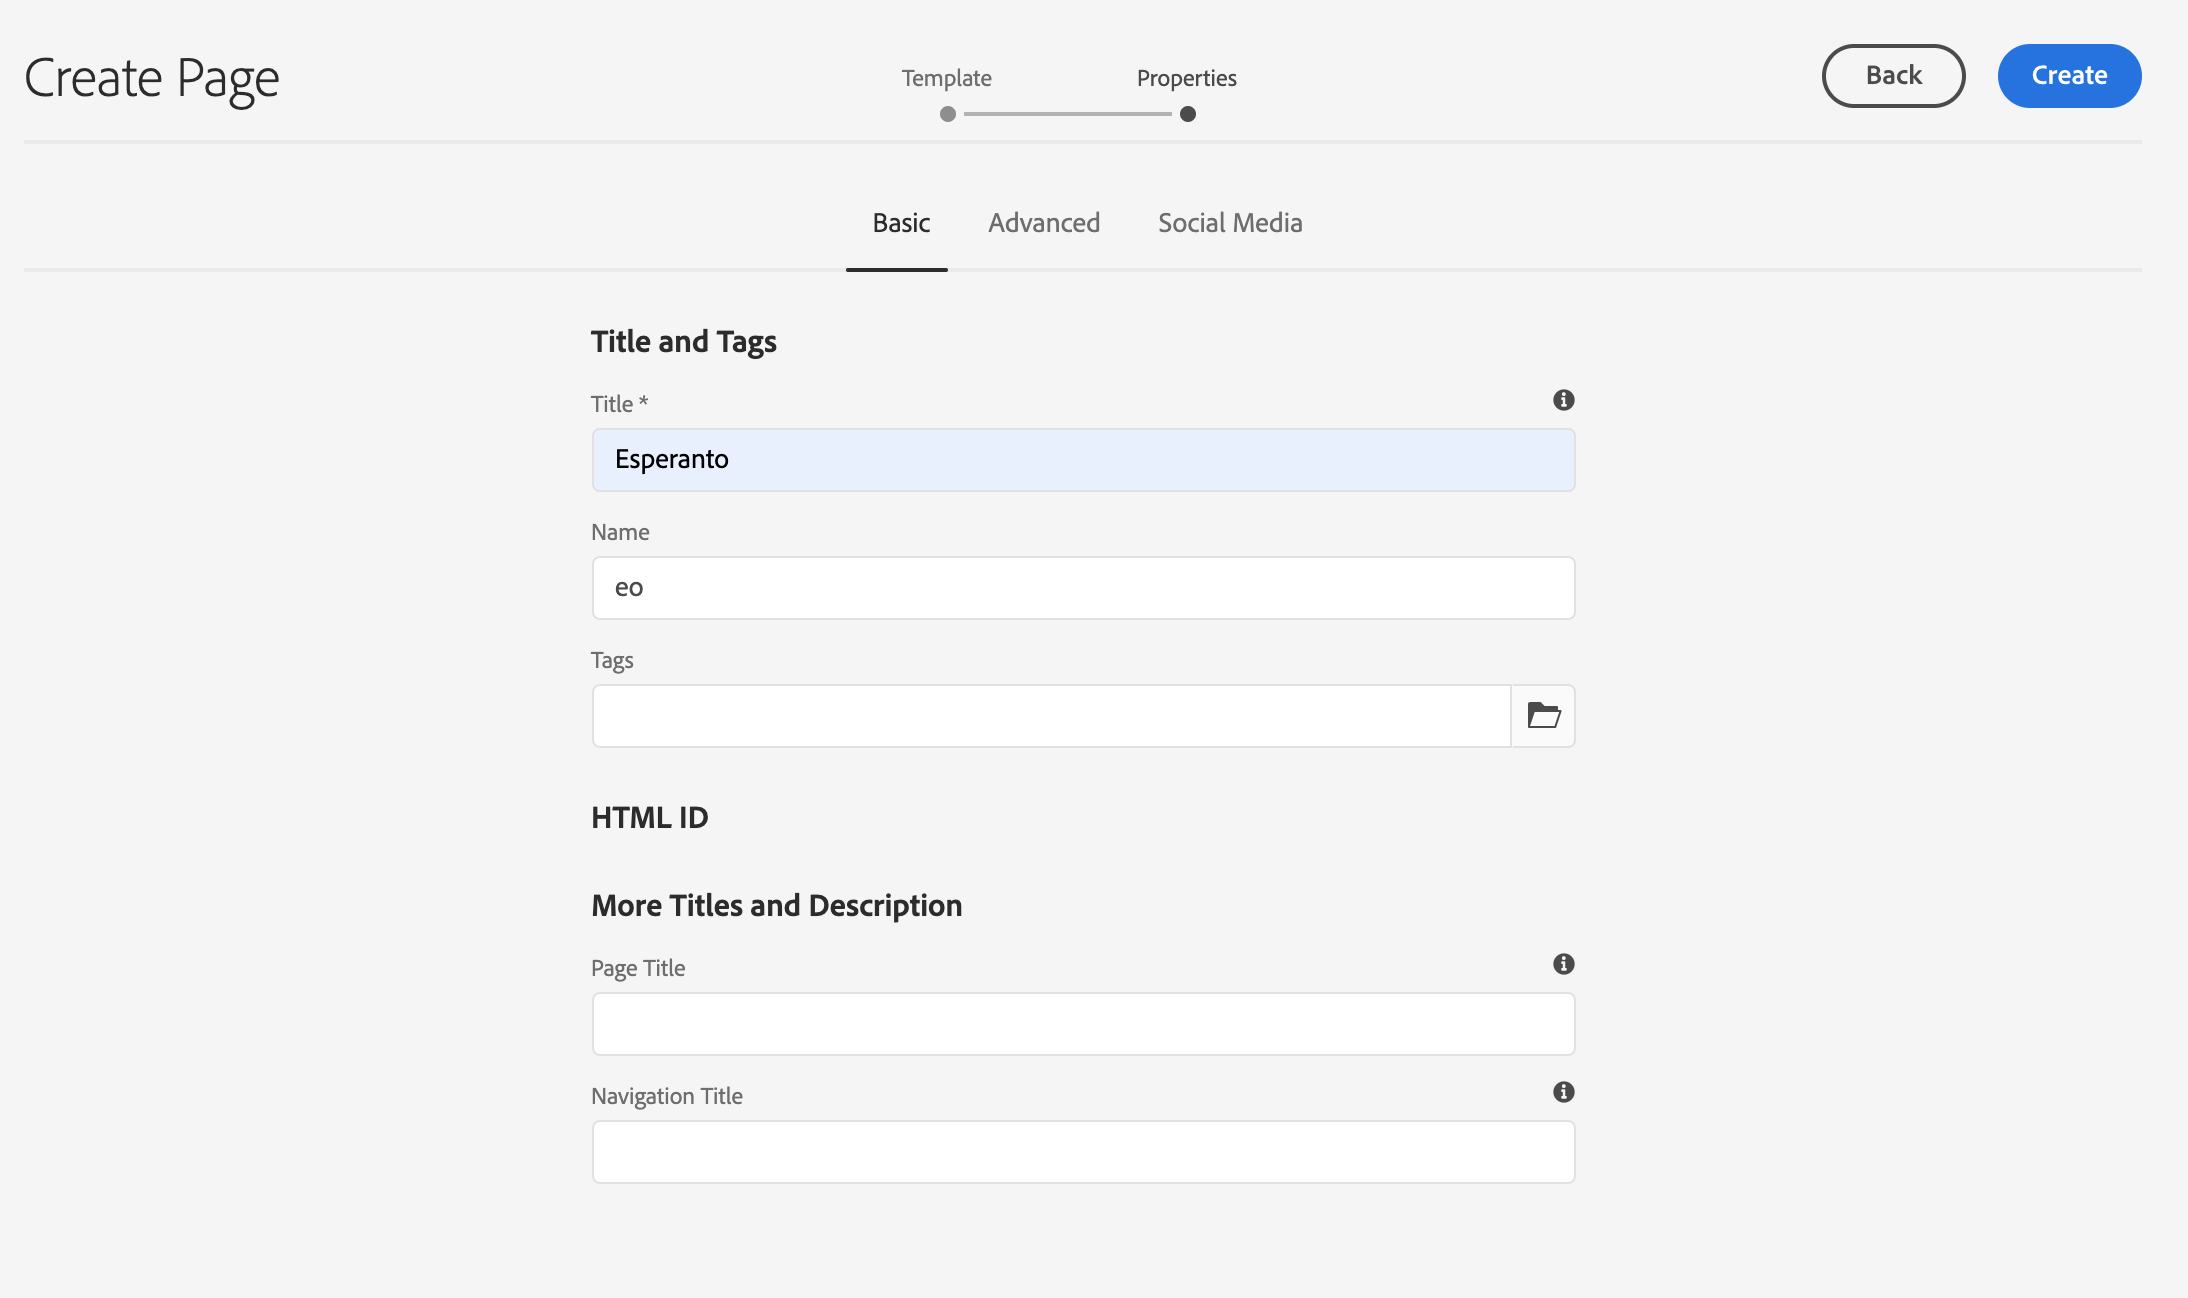 Create Page
Template
Properties
Back
Create
Basic
Advanced
Social Media
Title and Tags
Title *
Esperanto
Name
eo
Tags
HTML ID
More Titles and Description
Page Title
Navigation Title